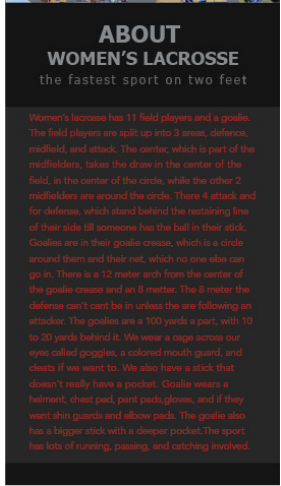 ABOUT
WOMEN'S LACROSSE
the fastest sport on two feet
Women's lacrosse has 11 field players and a goalie.
The field players are split up into 3 areas, defence,
midfield, and attack. The center, which is part of the
midfielders, takes the draw in the center of the
field, in the center of the circle, while the other 2
midfielders are around the circle. There 4 attack and
for defense, which stand behind the restaining line
of their side till someone has the ball in their stick.
Goalies are in their goalie crease, which is a circle
around them and their net, which no one else can
go in. There is a 12 meter arch from the center of
the goalie crease and an 8 metter. The 8 meter the
defense can't cant be in unless the are following an
attacker. The goalies are a 100 yards a part, with 10
to 20 yards behind it. We wear a cage across our
eyes called goggles, a colored mouth guard, and
cleats if we want to. We also have a stick that
doesn't really have a pocket. Goalie wears a
helment, chest pad, pant pads,gloves, and if they
want shin guards and elbow pads. The goalie also
has a bigger stick with a deeper pocket.The sport
has lots of running, passing, and catching involved.